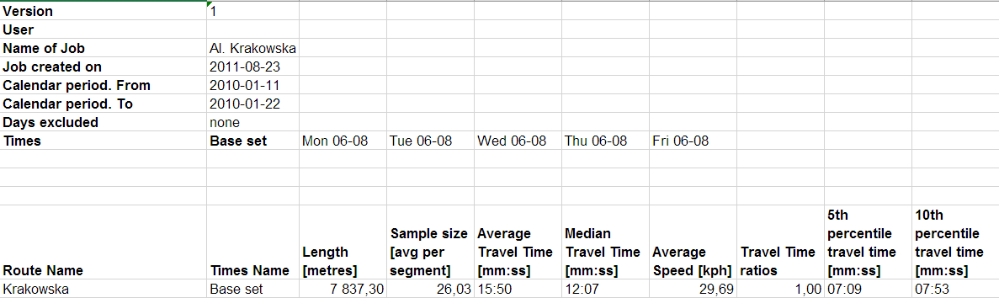 Version 1
User
Name of Job Al. Krakowska
Job created on 2011-08-23
Calendar period. From 2010-01-11
Calendar period. To 2010-01-22
Days excluded none
Times Base set Mon 06-08 Tue 06-08 Wed 06-08 Thu 06-08 Fri 06-08
5th 10th
percentile percentile
Sample size Average Median travel time travel time
Length [avg per Travel Time Travel Time Average Travel Time [mm:ss] [mm:ss]
Route Name Times Name [metres] segment] [mm:ss] [mm:ss] Speed [kph] ratios
Krakowska Base set 7 837,30 26,03 15:50 12:07 29,69 1,00 07:09 07:53